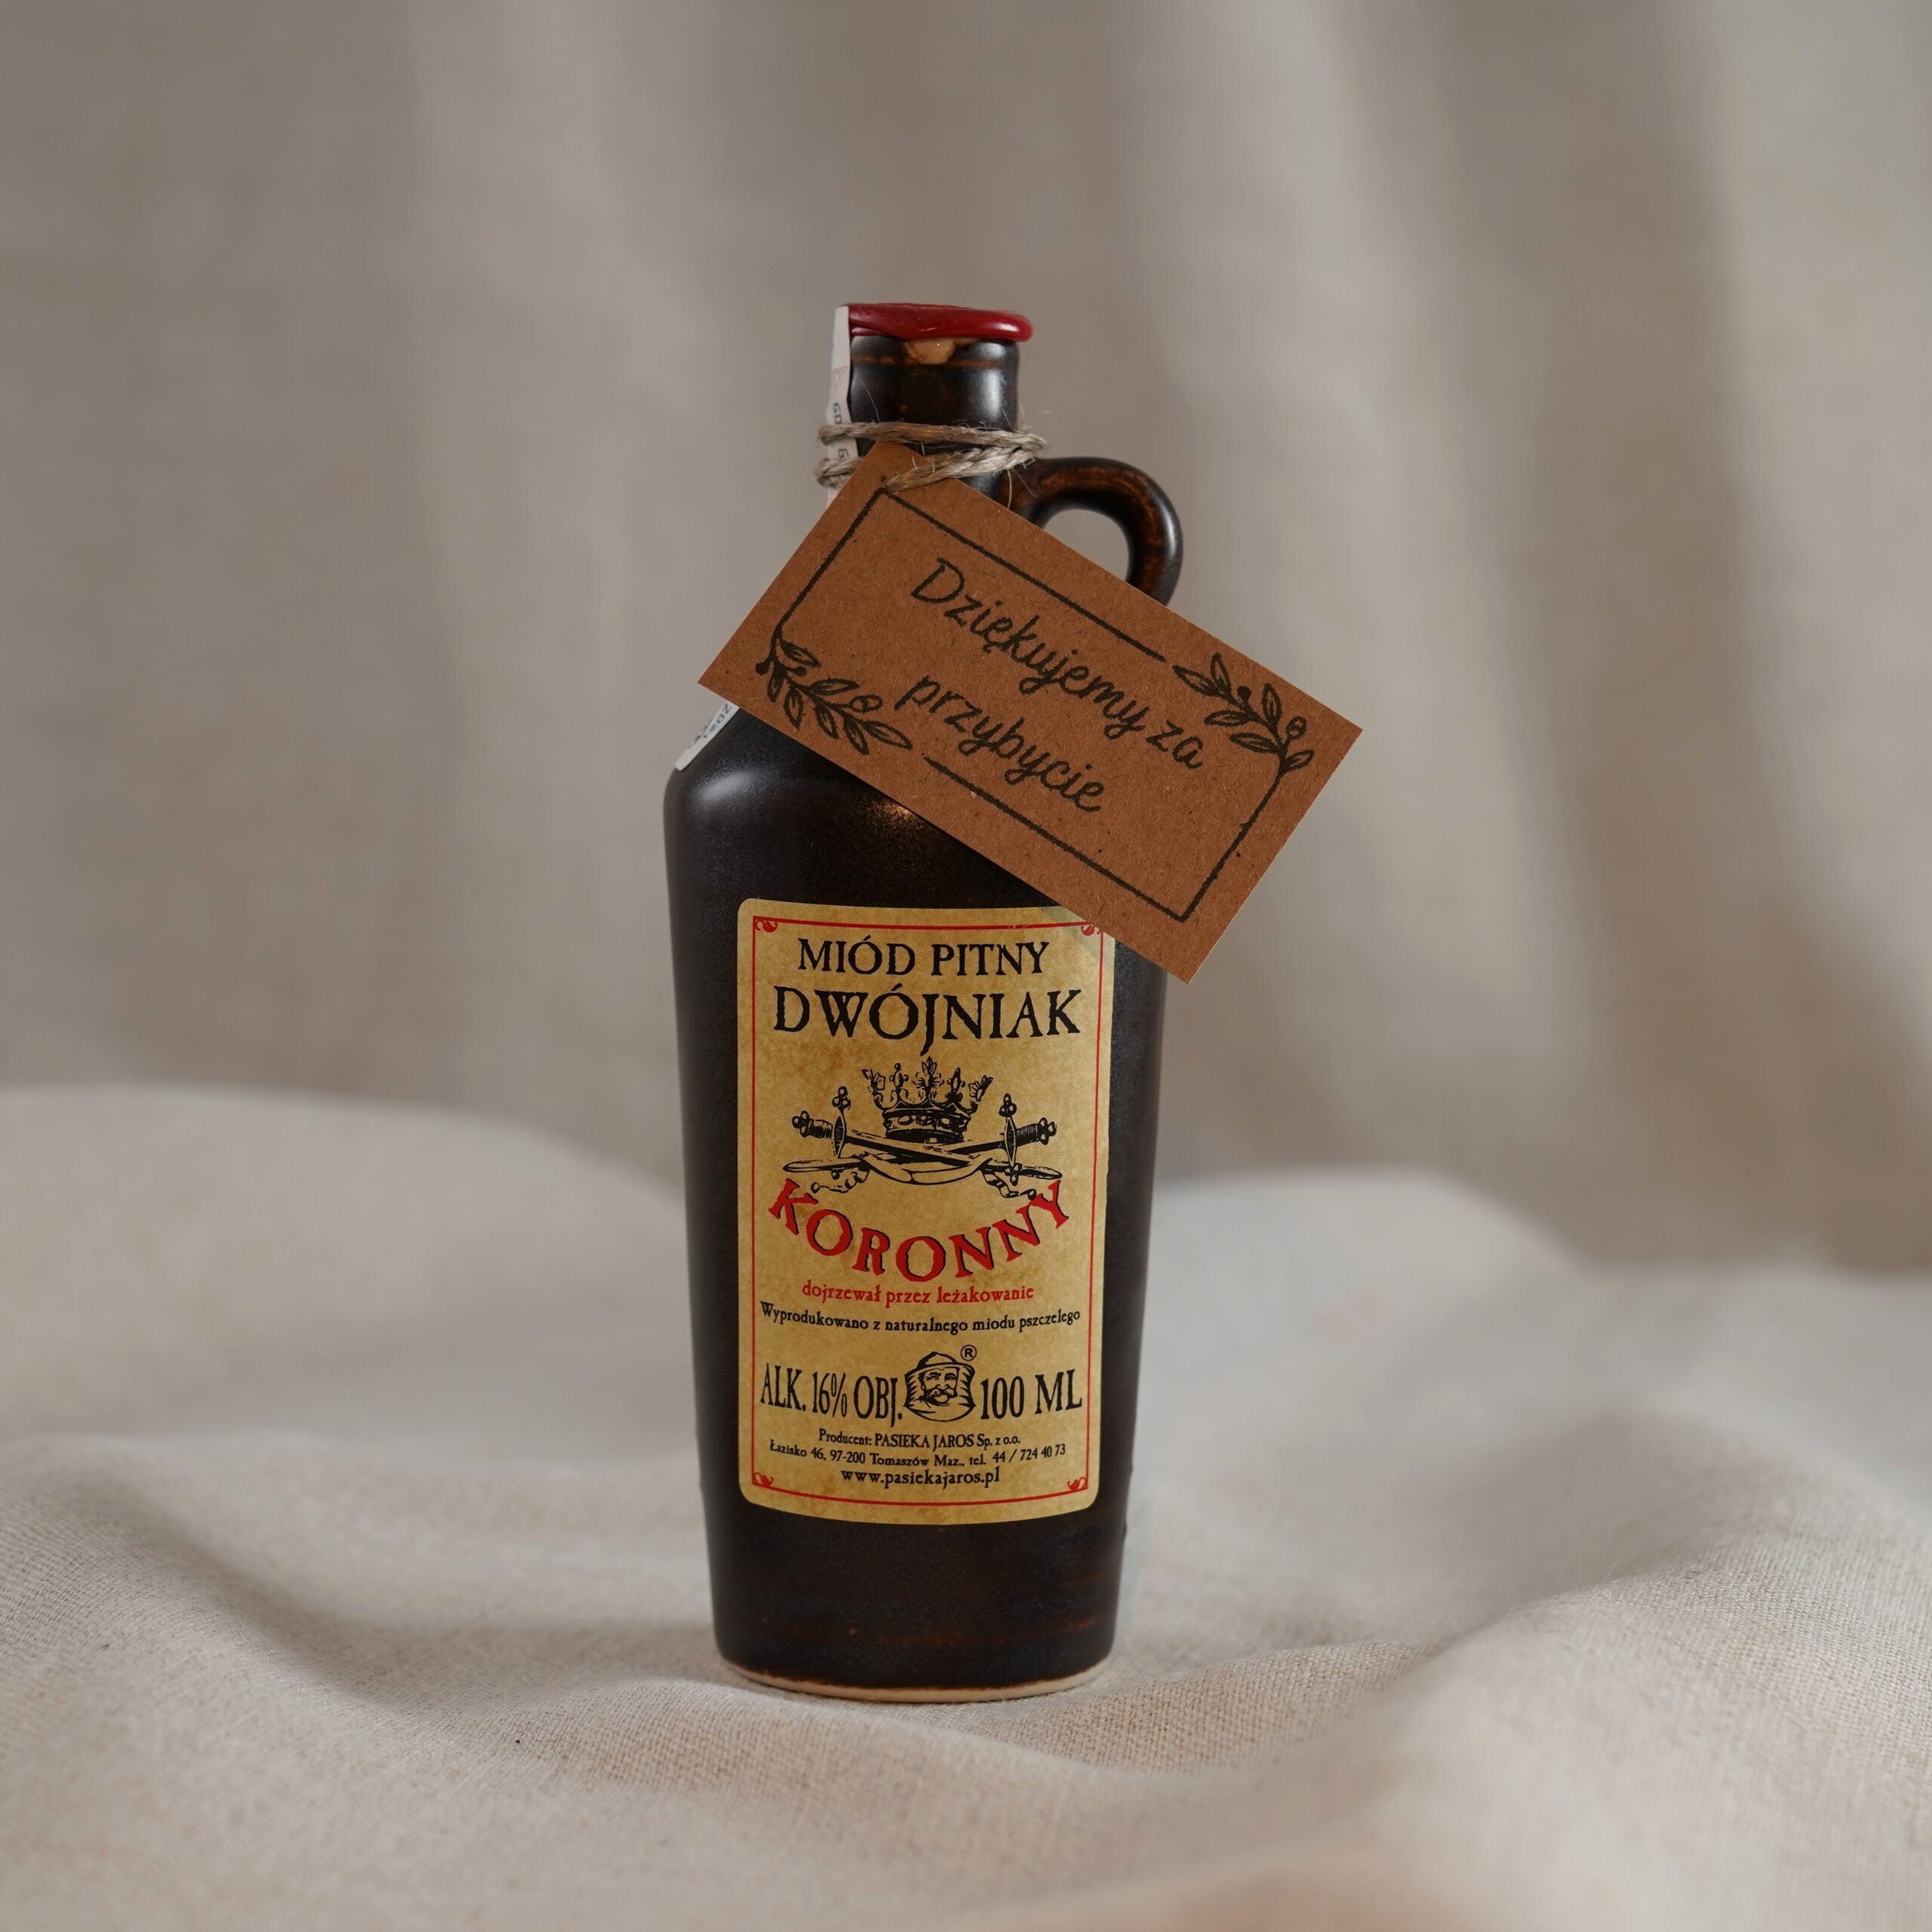 Dziękujemy za
przybycie
MIÓD PITNY
DWÓJNIAK
KORONNY
dojrzewał przez leżakowanie
Wyprodukowano z naturalnego miodu pszczelego
ALK. 16% OBJ. ® 100 ML
Producent: PASIEKA JAROS Sp. z o.o.
Łazisko 46, 97-200 Tomaszów Maz., tel. 44 / 724 40 73
www.pasiekajaros.pl